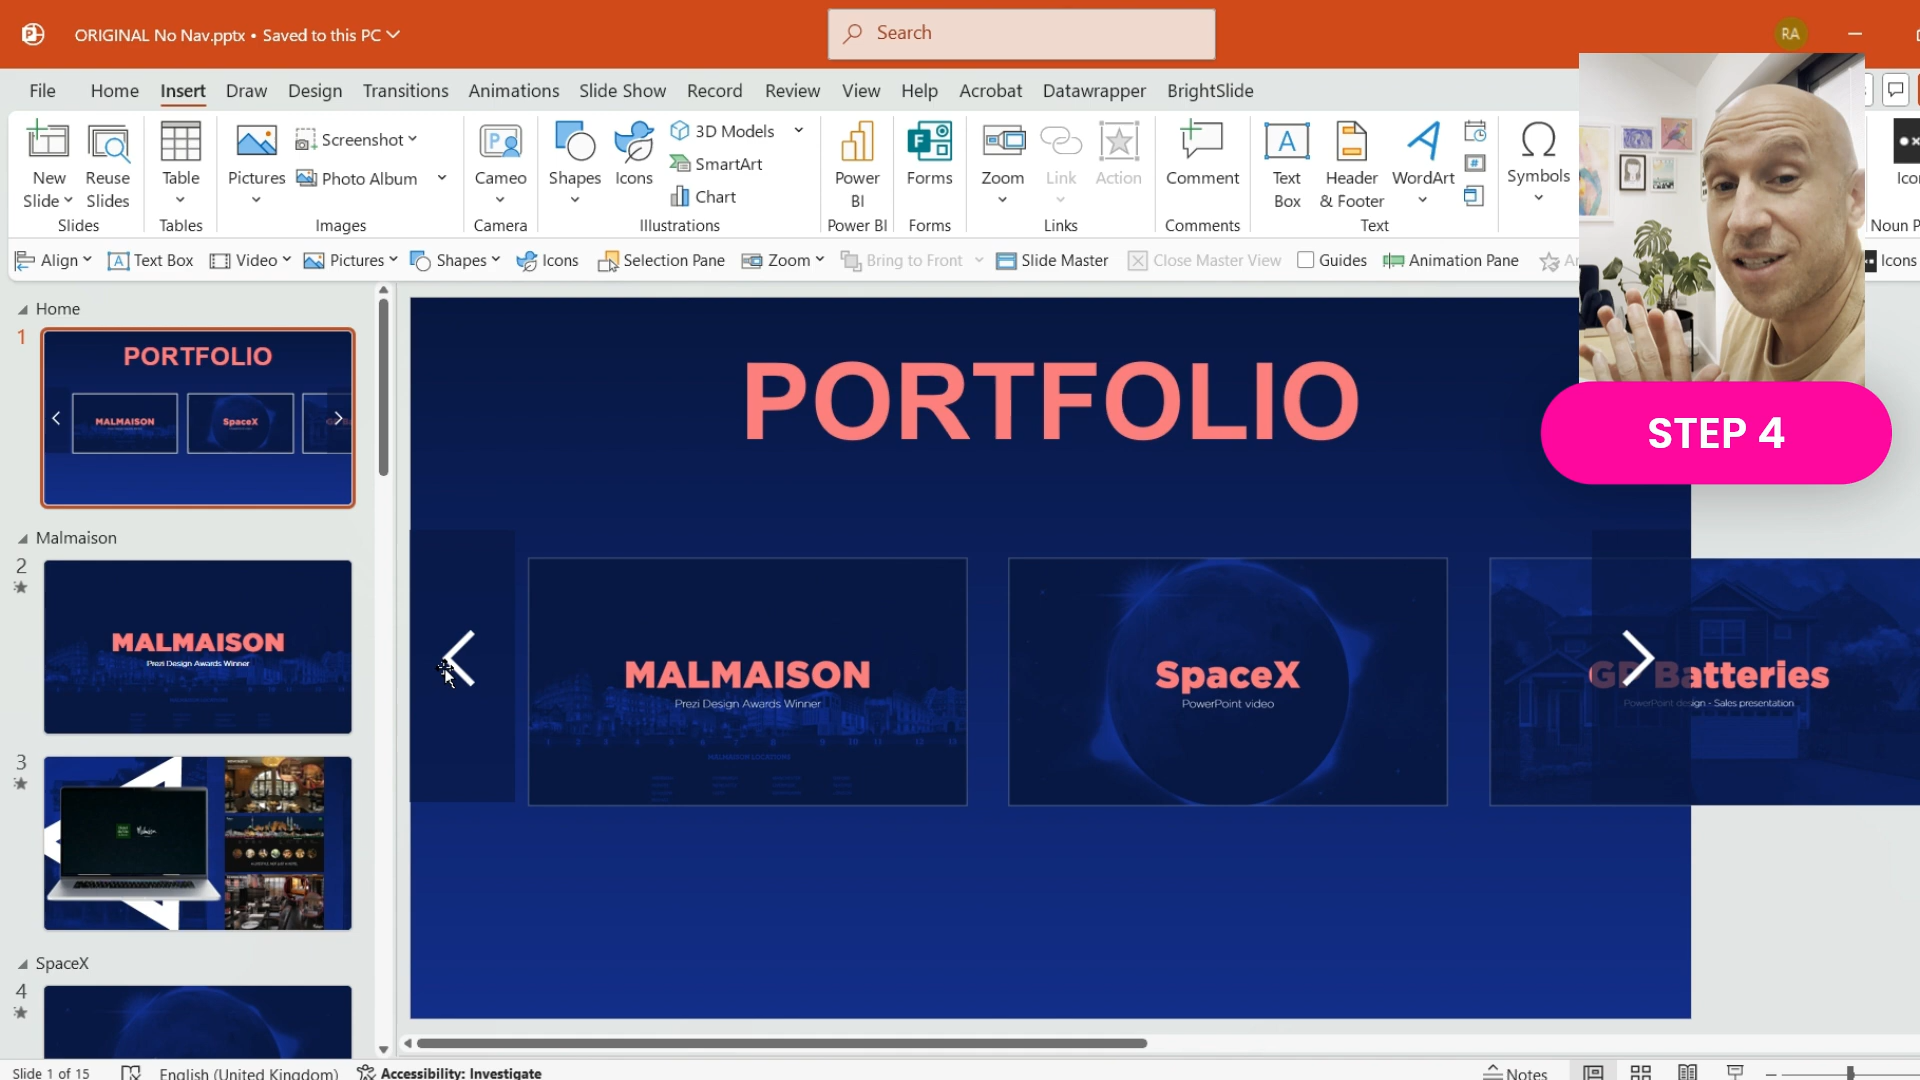 ORIGINAL No Nav.pptx • Saved to this PC
Search
RA
File Home Insert Draw Design Transitions Animations Slide Show Record Review View Help Acrobat Datawrapper BrightSlide
New Slide
Reuse Slides
Slides
Table
Tables
Pictures
Screenshot
Photo Album
Images
Cameo
Camera
Shapes
Icons
3D Models
SmartArt
Chart
Illustrations
Power BI
Power BI
Forms
Forms
Zoom
Link
Action
Links
Comment
Comments
Text Box
Header & Footer
WordArt
Text
Symbols
Align Text Box Video Pictures Shapes Icons Selection Pane Zoom Bring to Front Slide Master Close Master View Guides Animation Pane
Icons
STEP 4
Home
1
PORTFOLIO
MALMAISON
SpaceX
Malmaison
2
MALMAISON
Prezi Design Awards Winner
3
SpaceX
4
PORTFOLIO
MALMAISON
Prezi Design Awards Winner
MALMAISON LOCATIONS
SpaceX
PowerPoint video
GP Batteries
PowerPoint design - Sales presentation
Slide 1 of 15
English (United Kingdom)
Accessibility: Investigate
Notes